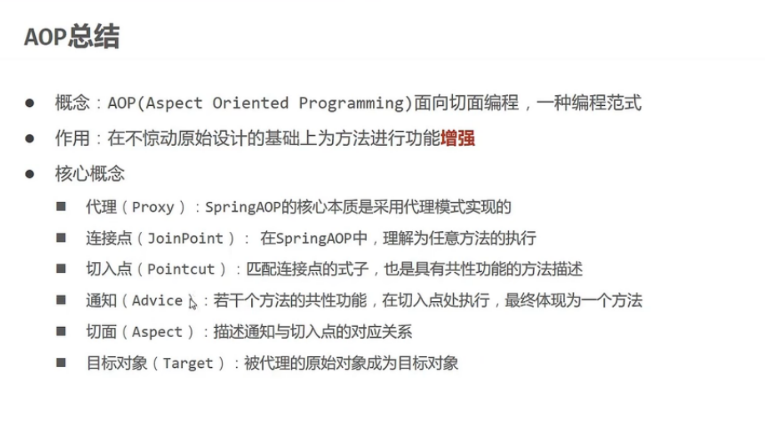 AOP总结
● 概念：AOP(Aspect Oriented Programming)面向切面编程，一种编程范式
● 作用：在不惊动原始设计的基础上为方法进行功能增强
● 核心概念
■ 代理（Proxy）：SpringAOP的核心本质是采用代理模式实现的
■ 连接点（JoinPoint）： 在SpringAOP中，理解为任意方法的执行
■ 切入点（Pointcut）：匹配连接点的式子，也是具有共性功能的方法描述
■ 通知（Advice）：若干个方法的共性功能，在切入点处执行，最终体现为一个方法
■ 切面（Aspect）：描述通知与切入点的对应关系
■ 目标对象（Target）：被代理的原始对象成为目标对象